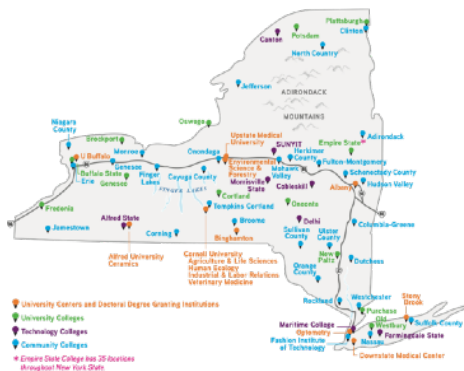 Plattsburgh
Clinton
Potsdam
Canton
North Country
Jefferson
ADIRONDACK
MOUNTAINS
Oswego
Niagara
County
Brockport
Upstate Medical
University
SUNYIT
Adirondack
Empire State
Herkimer
County
Monroe
Onondaga
U Buffalo
Environmental
Science &
Forestry
Mohawk
Valley
Fulton-Montgomery
Schenectady County
Buffalo State
Erie
Genesee
Geneseo
Finger
Lakes
Cayuga County
Morrisville
State
Cobleskill
Albany
Hudson Valley
FINGER LAKES
Cortland
Tompkins Cortland
Oneonta
Fredonia
Jamestown
Alfred State
Corning
Broome
Binghamton
Delhi
Columbia-Greene
Sullivan
County
Ulster
County
New
Paltz
Alfred University
Ceramics
Cornell University
Agriculture & Life Sciences
Human Ecology
Industrial & Labor Relations
Veterinary Medicine
Orange
County
Dutchess
Rockland
Westchester
Purchase
Stony
Brook
Maritime College
Optometry
Old
Westbury
Suffolk County
Farmingdale State
Fashion Institute
of Technology
Nassau
Downstate Medical Center
University Centers and Doctoral Degree Granting Institutions
University Colleges
Technology Colleges
Community Colleges
* Empire State College has 35 locations
throughout New York State.